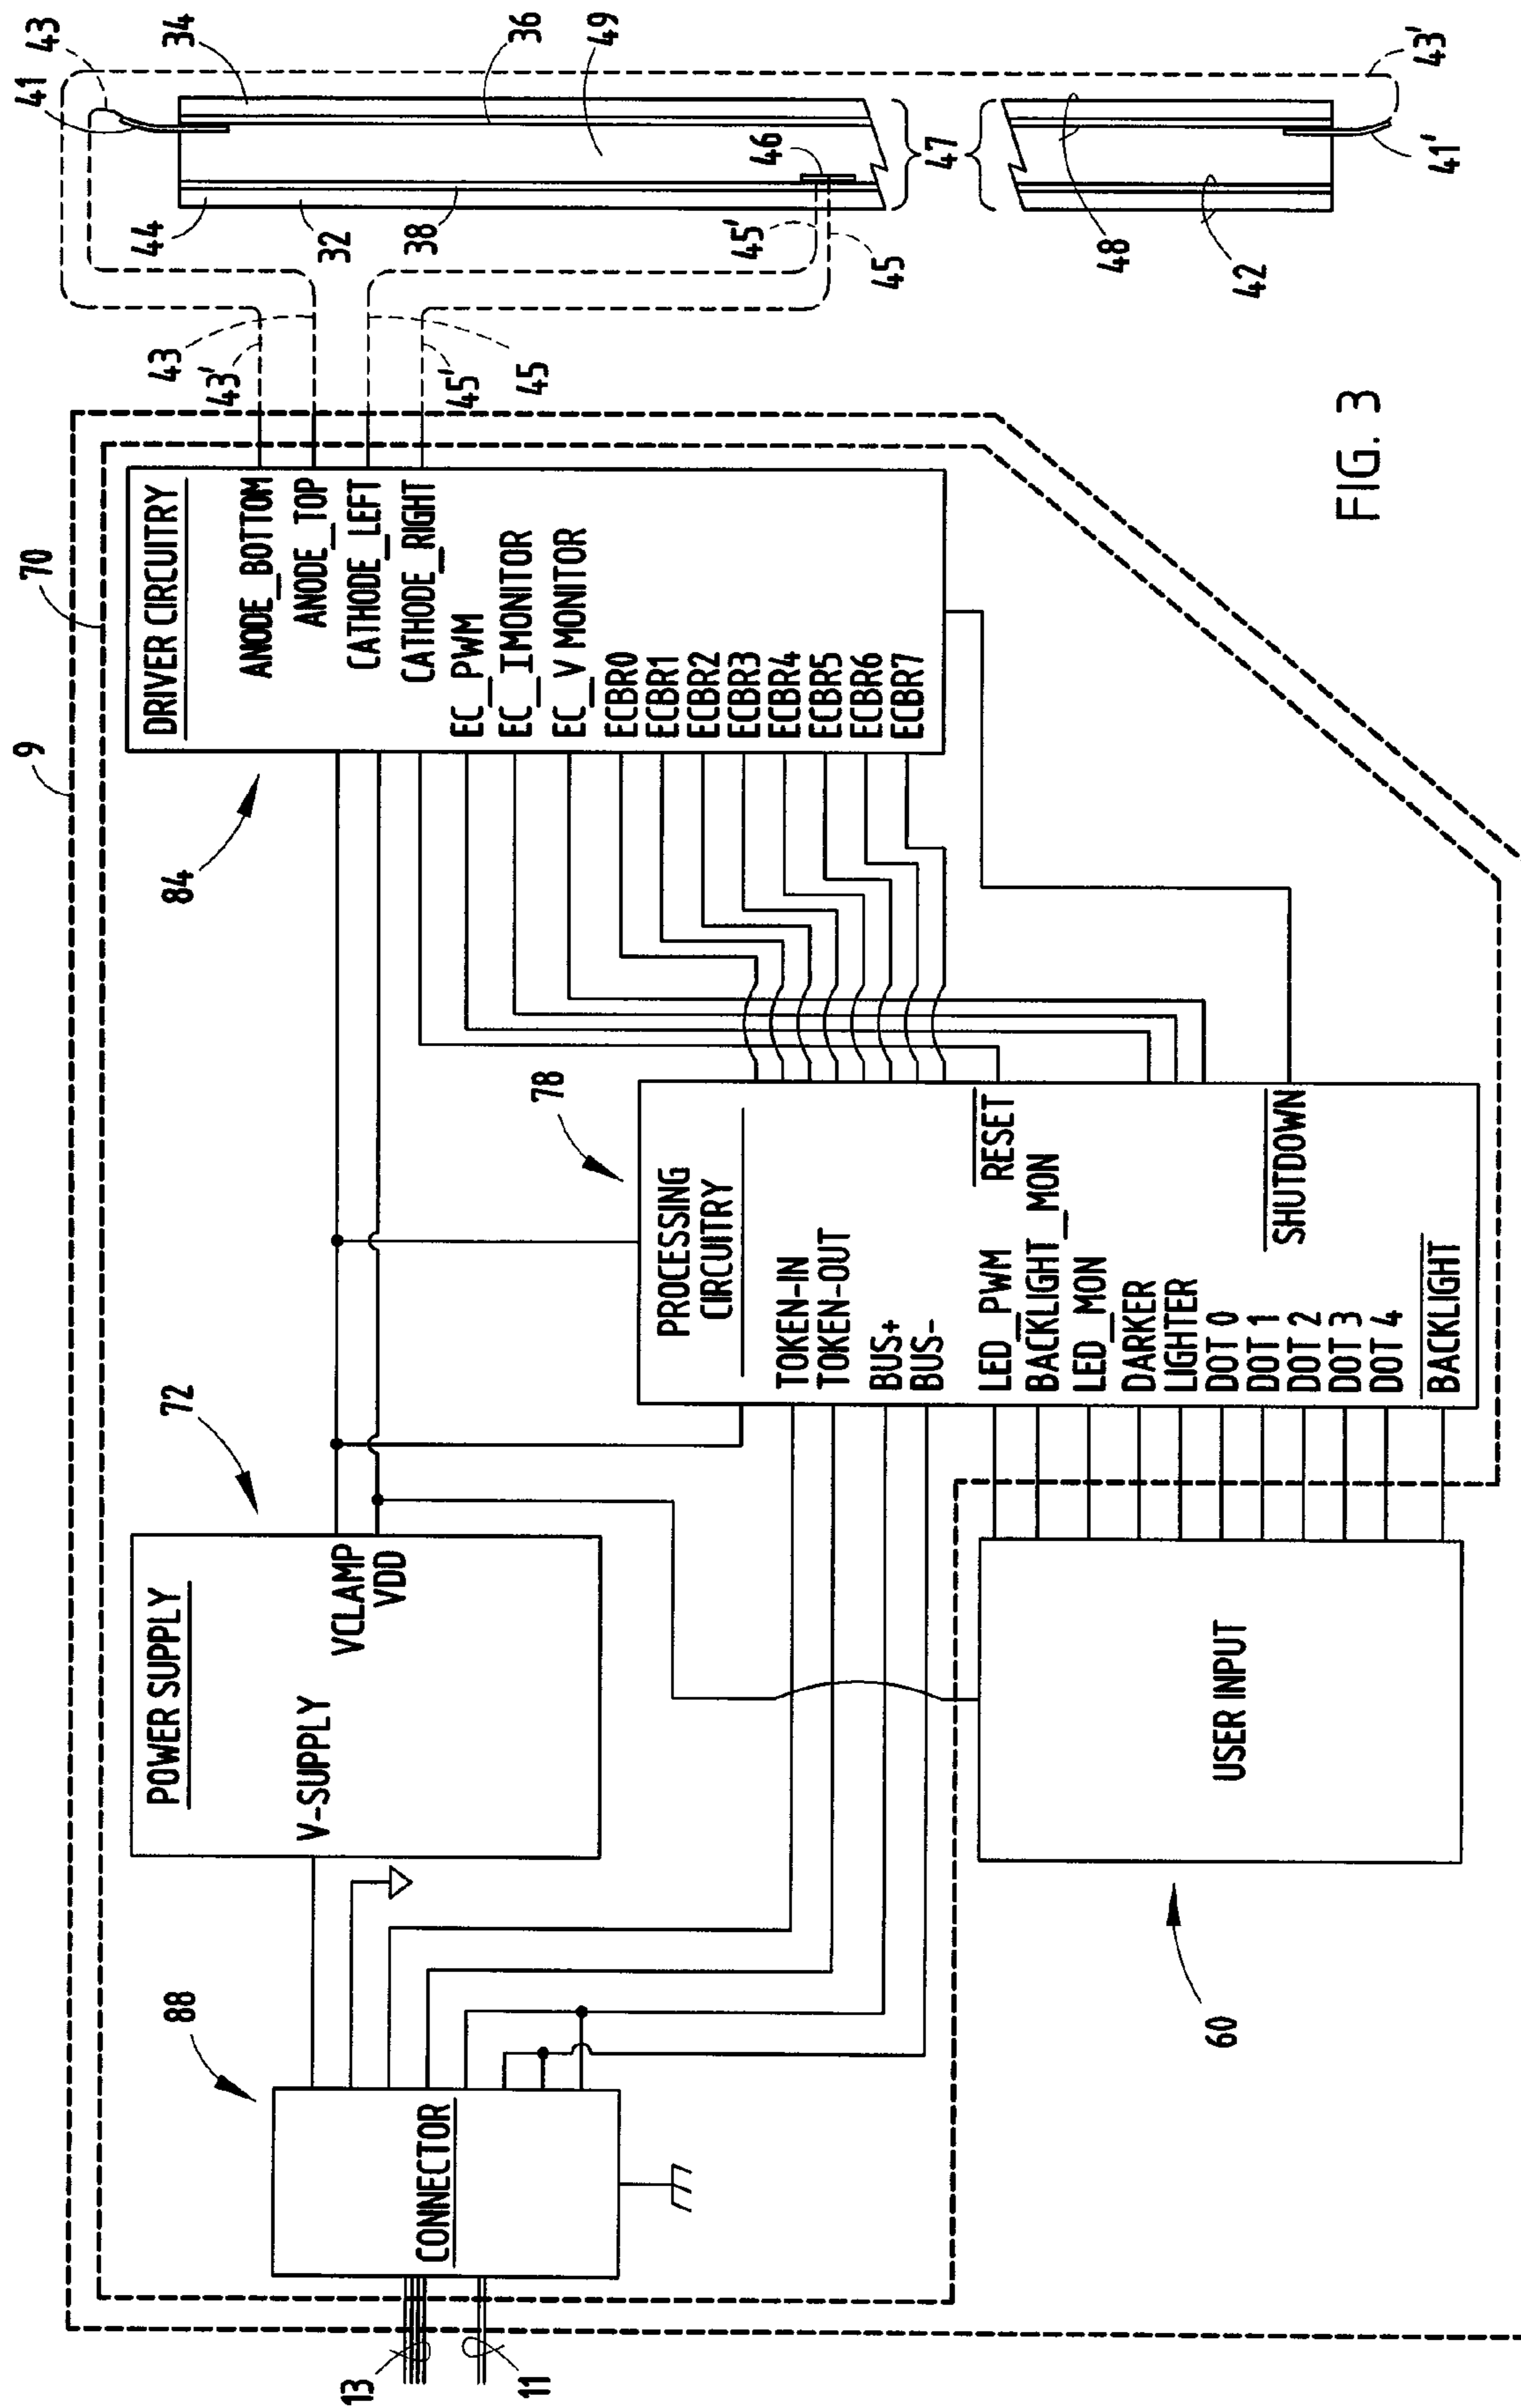 9
70
88
72
78
84
60
13
11
CONNECTOR
POWER SUPPLY
V-SUPPLY
VCLAMP
VDD
PROCESSING
CIRCUITRY
TOKEN-IN
TOKEN-OUT
BUS+
BUS-
LED_PWM
BACKLIGHT_MON
LED_MON
DARKER
LIGHTER
DOT 0
DOT 1
DOT 2
DOT 3
DOT 4
BACKLIGHT
RESET
SHUTDOWN
USER INPUT
DRIVER CIRCUITRY
ANODE_BOTTOM
ANODE_TOP
CATHODE_LEFT
CATHODE_RIGHT
EC_PWM
EC_IMONITOR
EC_V MONITOR
ECBR0
ECBR1
ECBR2
ECBR3
ECBR4
ECBR5
ECBR6
ECBR7
43'
43
45
45'
41
43
34
44
32
38
36
49
46
45'
45
47
48
42
41'
43'
FIG. 3